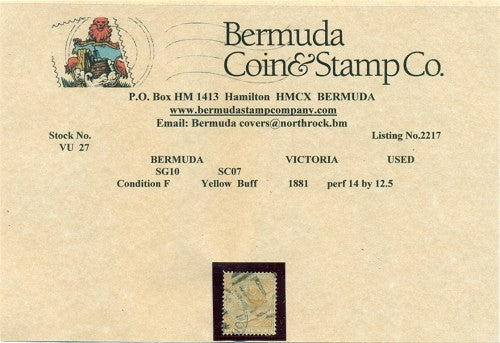 Bermuda
Coin&Stamp Co.
P.O. Box HM 1413 Hamilton HMCX BERMUDA
www.bermudastampcompany.com
Email: Bermuda covers@northrock.bm
Stock No. Listing No.2217
VU 27
BERMUDA VICTORIA USED
SG10 SC07
Condition F Yellow Buff 1881 perf 14 by 12.5